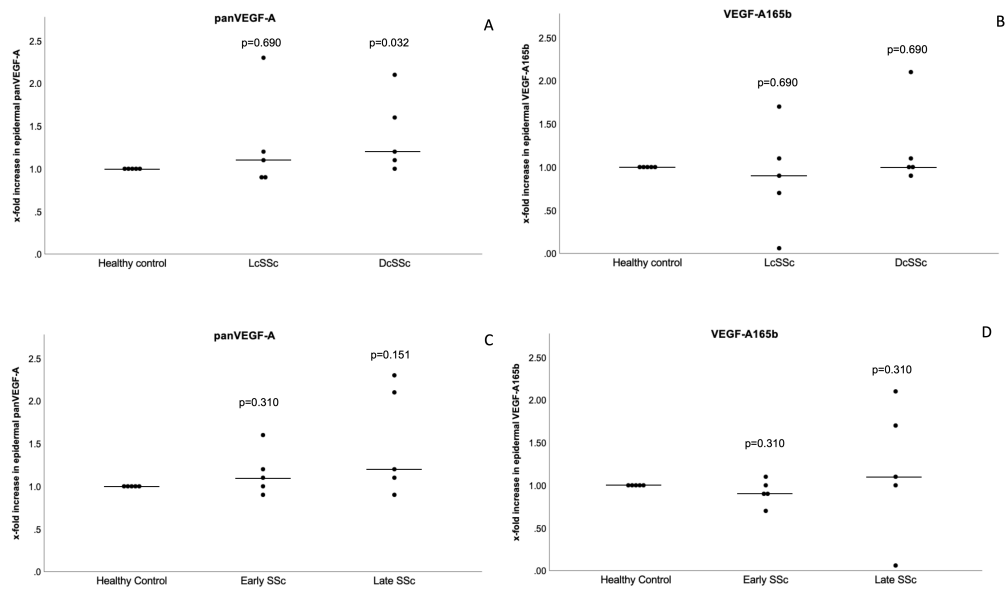 panVEGF-A
A
x-fold increase in epidermal panVEGF-A
2.5
2.0
1.5
1.0
.5
.0
p=0.690
p=0.032
Healthy control
LcSSc
DcSSc
VEGF-A165b
B
x-fold increase in epidermal VEGF-A165b
2.50
2.00
1.50
1.00
.50
.00
p=0.690
p=0.690
Healthy control
LcSSc
DcSSc
panVEGF-A
C
x-fold increase in epidermal panVEGF-A
2.5
2.0
1.5
1.0
.5
.0
p=0.310
p=0.151
Healthy Control
Early SSc
Late SSc
VEGF-A165b
D
x-fold increase in epidermal VEGF-A165b
2.50
2.00
1.50
1.00
.50
.00
p=0.310
p=0.310
Healthy Control
Early SSc
Late SSc